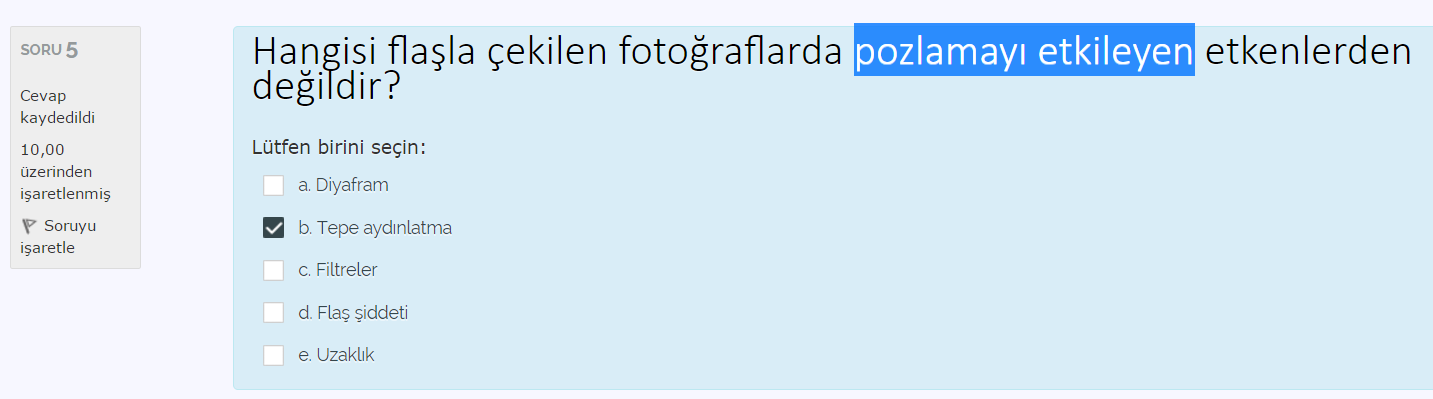 SORU 5
Cevap
kaydedildi
10,00
üzerinden
işaretlenmiş
Soruyu
işaretle
Hangisi flaşla çekilen fotoğraflarda pozlamayı etkileyen etkenlerden
değildir?
Lütfen birini seçin:
a. Diyafram
b. Tepe aydınlatma
c. Filtreler
d. Flaş şiddeti
e. Uzaklık